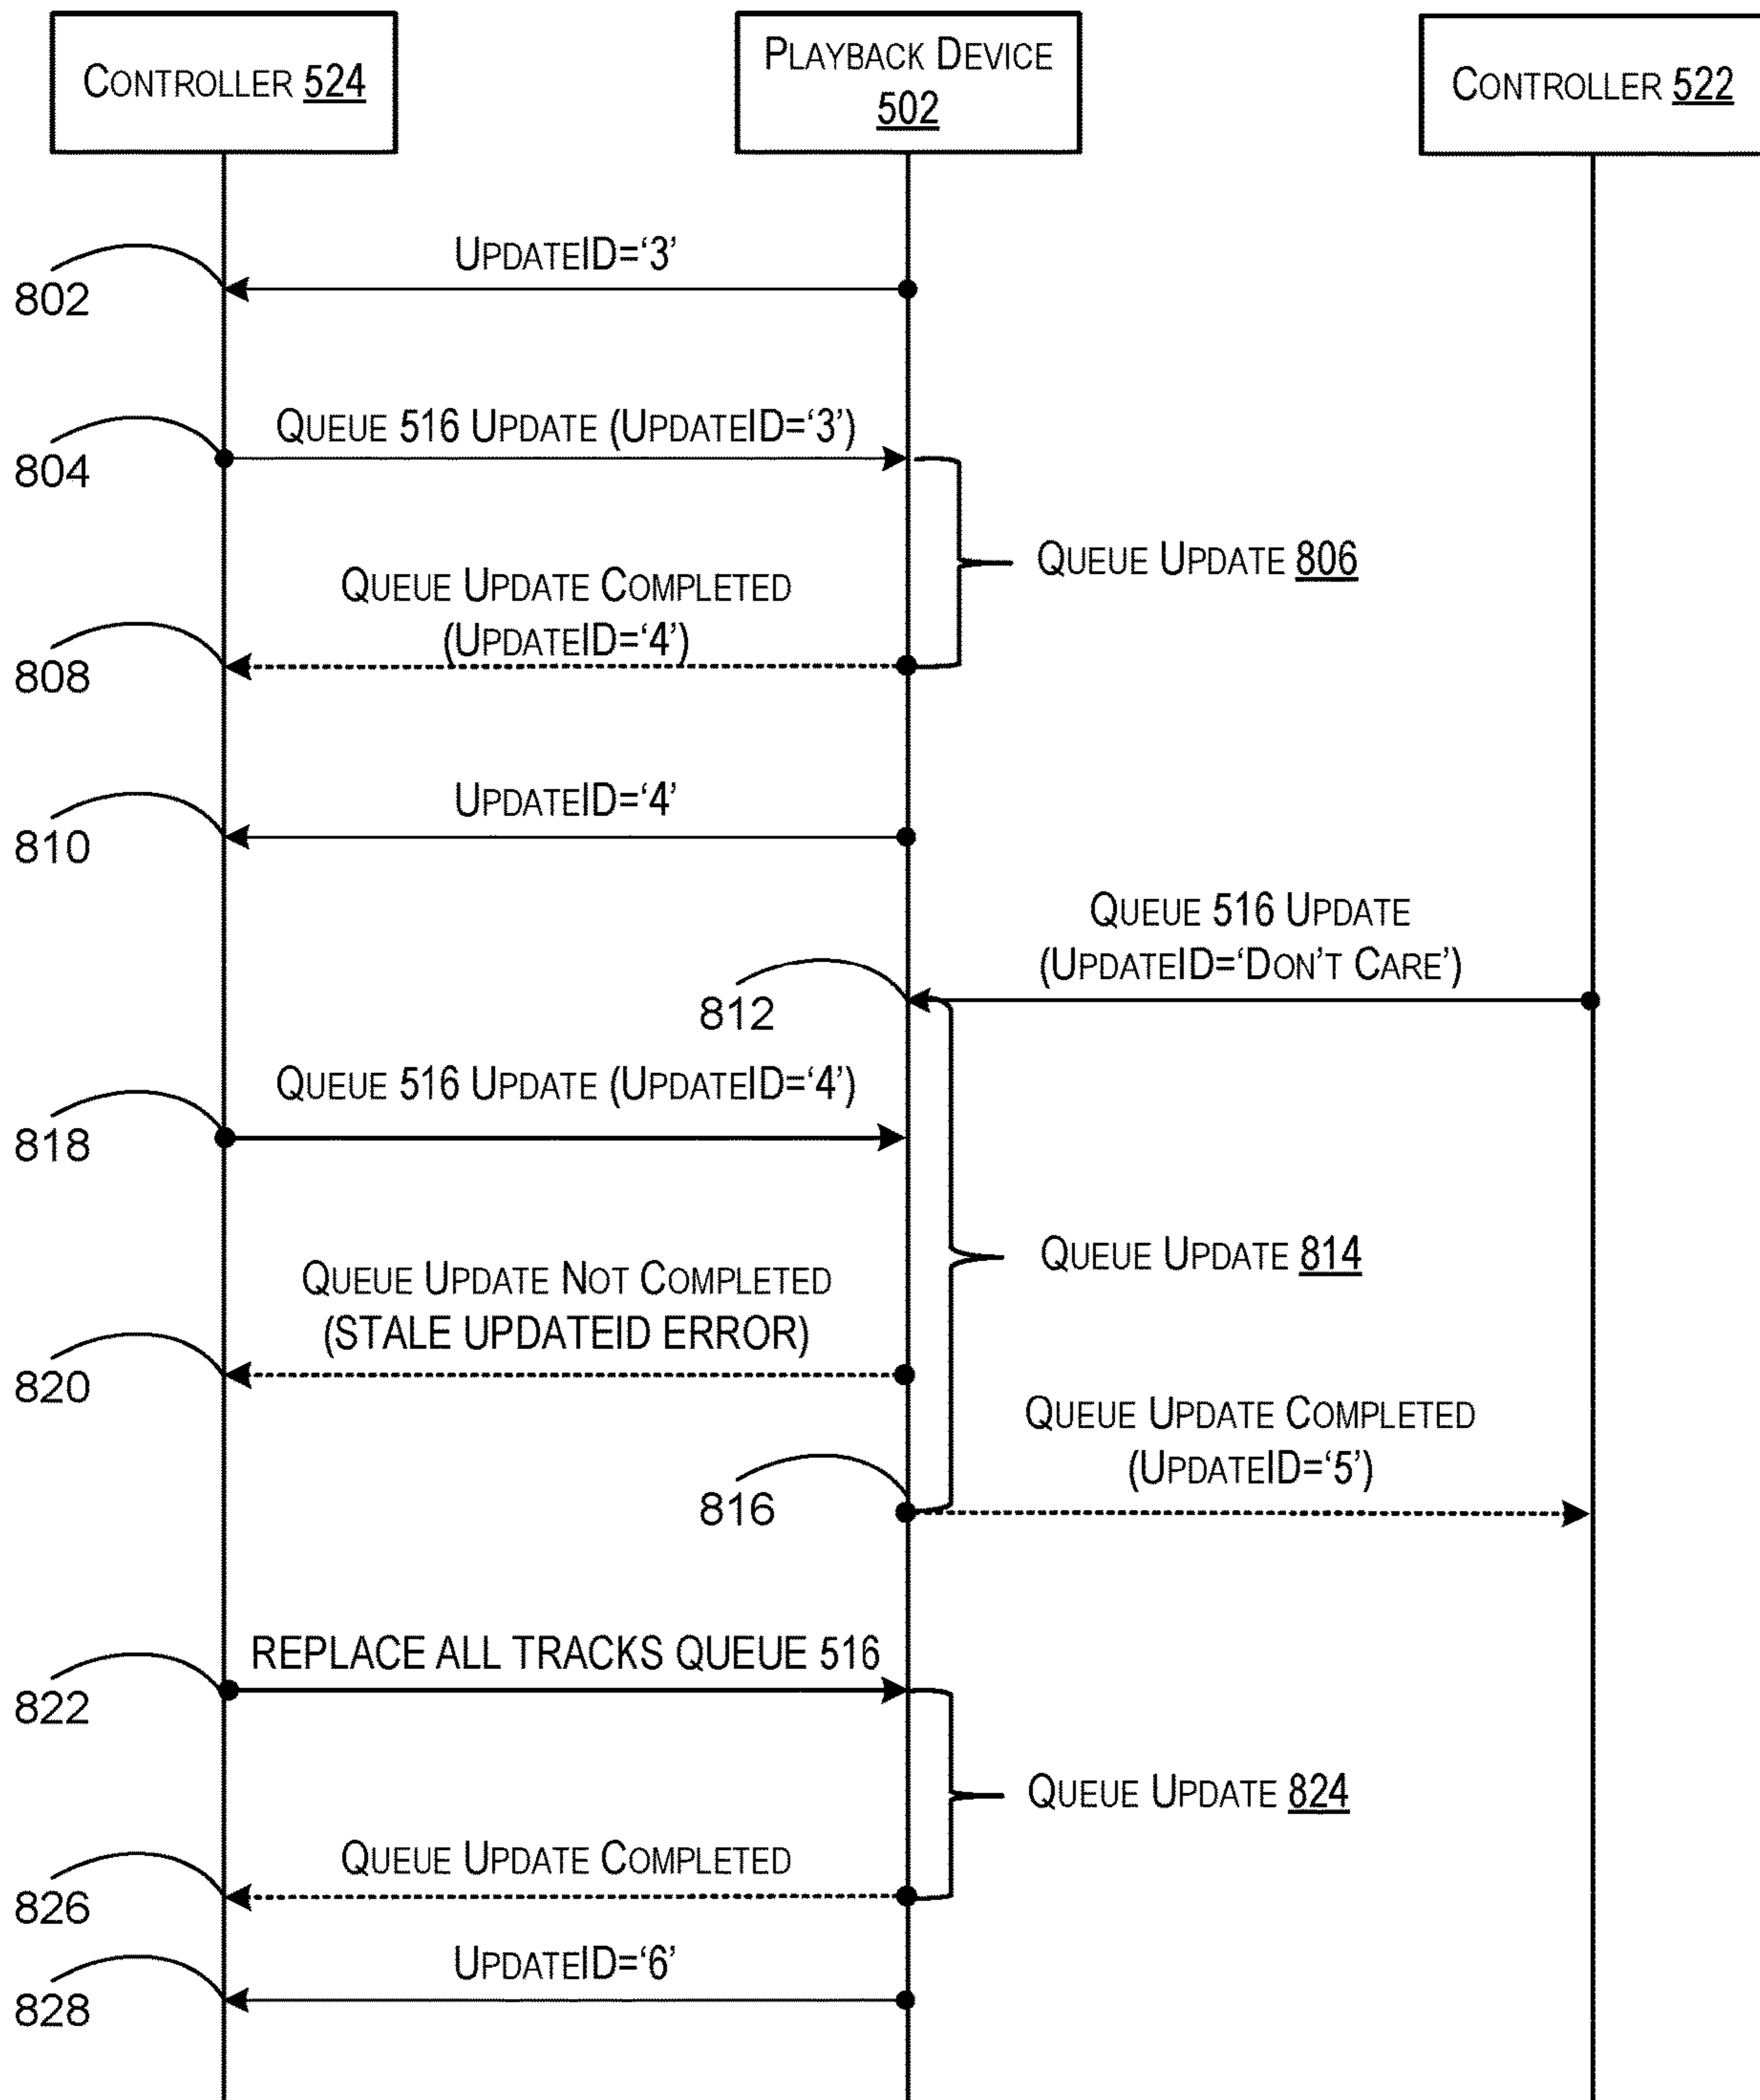 Controller 524
Playback Device
502
Controller 522
UpdateID=‘3’
802
Queue 516 Update (UpdateID=‘3’)
804
Queue Update 806
Queue Update Completed
(UpdateID=‘4’)
808
UpdateID=‘4’
810
Queue 516 Update
(UpdateID=‘Don’t Care’)
812
Queue 516 Update (UpdateID=‘4’)
818
Queue Update 814
Queue Update Not Completed
(STALE UPDATEID ERROR)
820
Queue Update Completed
(UpdateID=‘5’)
816
REPLACE ALL TRACKS QUEUE 516
822
Queue Update 824
Queue Update Completed
826
UpdateID=‘6’
828